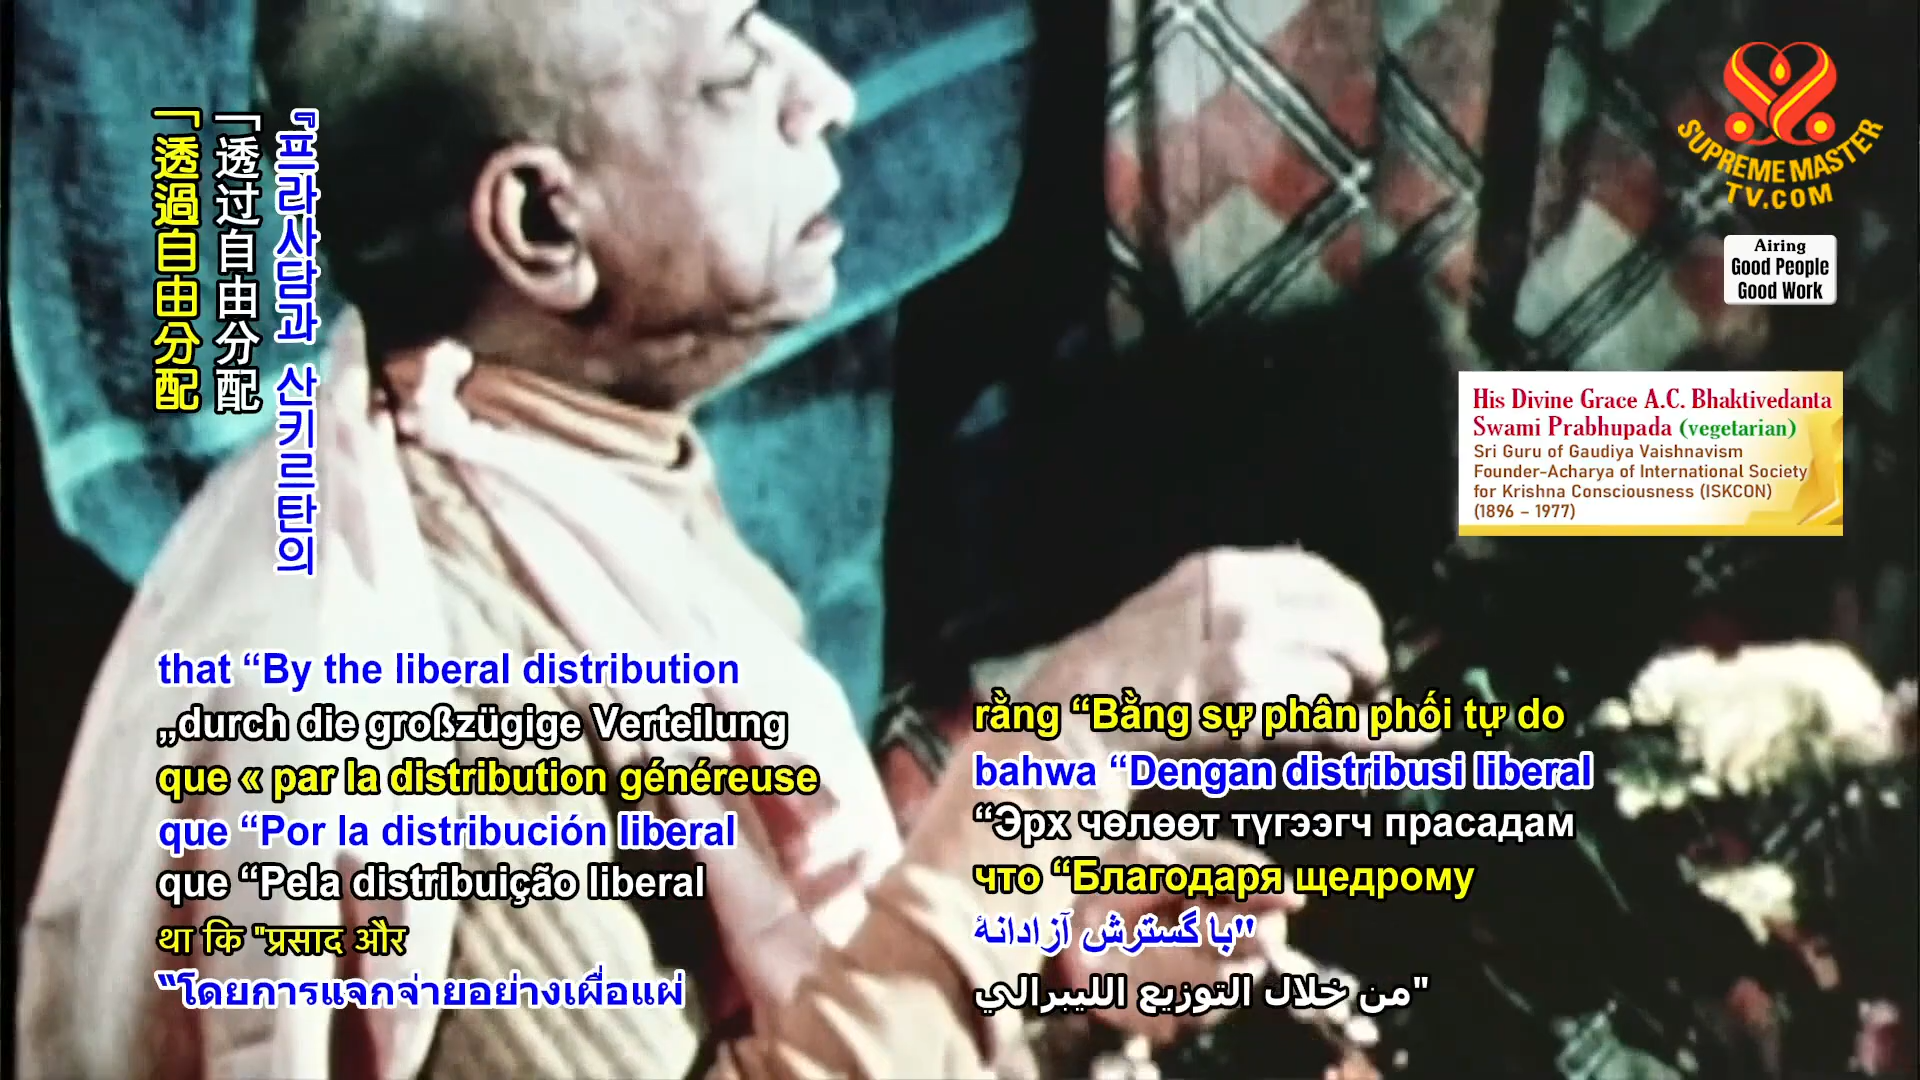 「透過自由分配
「透过自由分配
『프라사담과 산키르탄의
SUPREME MASTER
TV.COM
Airing
Good People
Good Work
His Divine Grace A.C. Bhaktivedanta
Swami Prabhupada (vegetarian)
Sri Guru of Gaudiya Vaishnavism
Founder-Acharya of International Society
for Krishna Consciousness (ISKCON)
(1896 – 1977)
that “By the liberal distribution
„durch die großzügige Verteilung
que « par la distribution généreuse
que “Por la distribución liberal
que “Pela distribuição liberal
था कि "प्रसाद और
“โดยการแจกจ่ายอย่างเผื่อแผ่
rằng “Bằng sự phân phối tự do
bahwa “Dengan distribusi liberal
“Эрх чөлөөт түгээгч прасадам
что “Благодаря щедрому
"با گسترش آزادانهٔ
"من خلال التوزيع الليبرالي